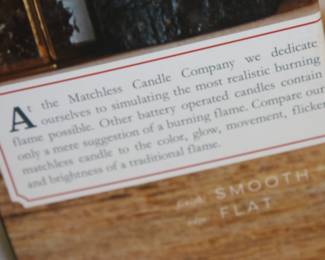 At the Matchless Candle Company we dedicate
ourselves to simulating the most realistic burning
flame possible. Other battery operated candles contain
only a mere suggestion of a burning flame. Compare our
matchless candle to the color, glow, movement, flicker
and brightness of a traditional flame.
SMOOTH
FLAT